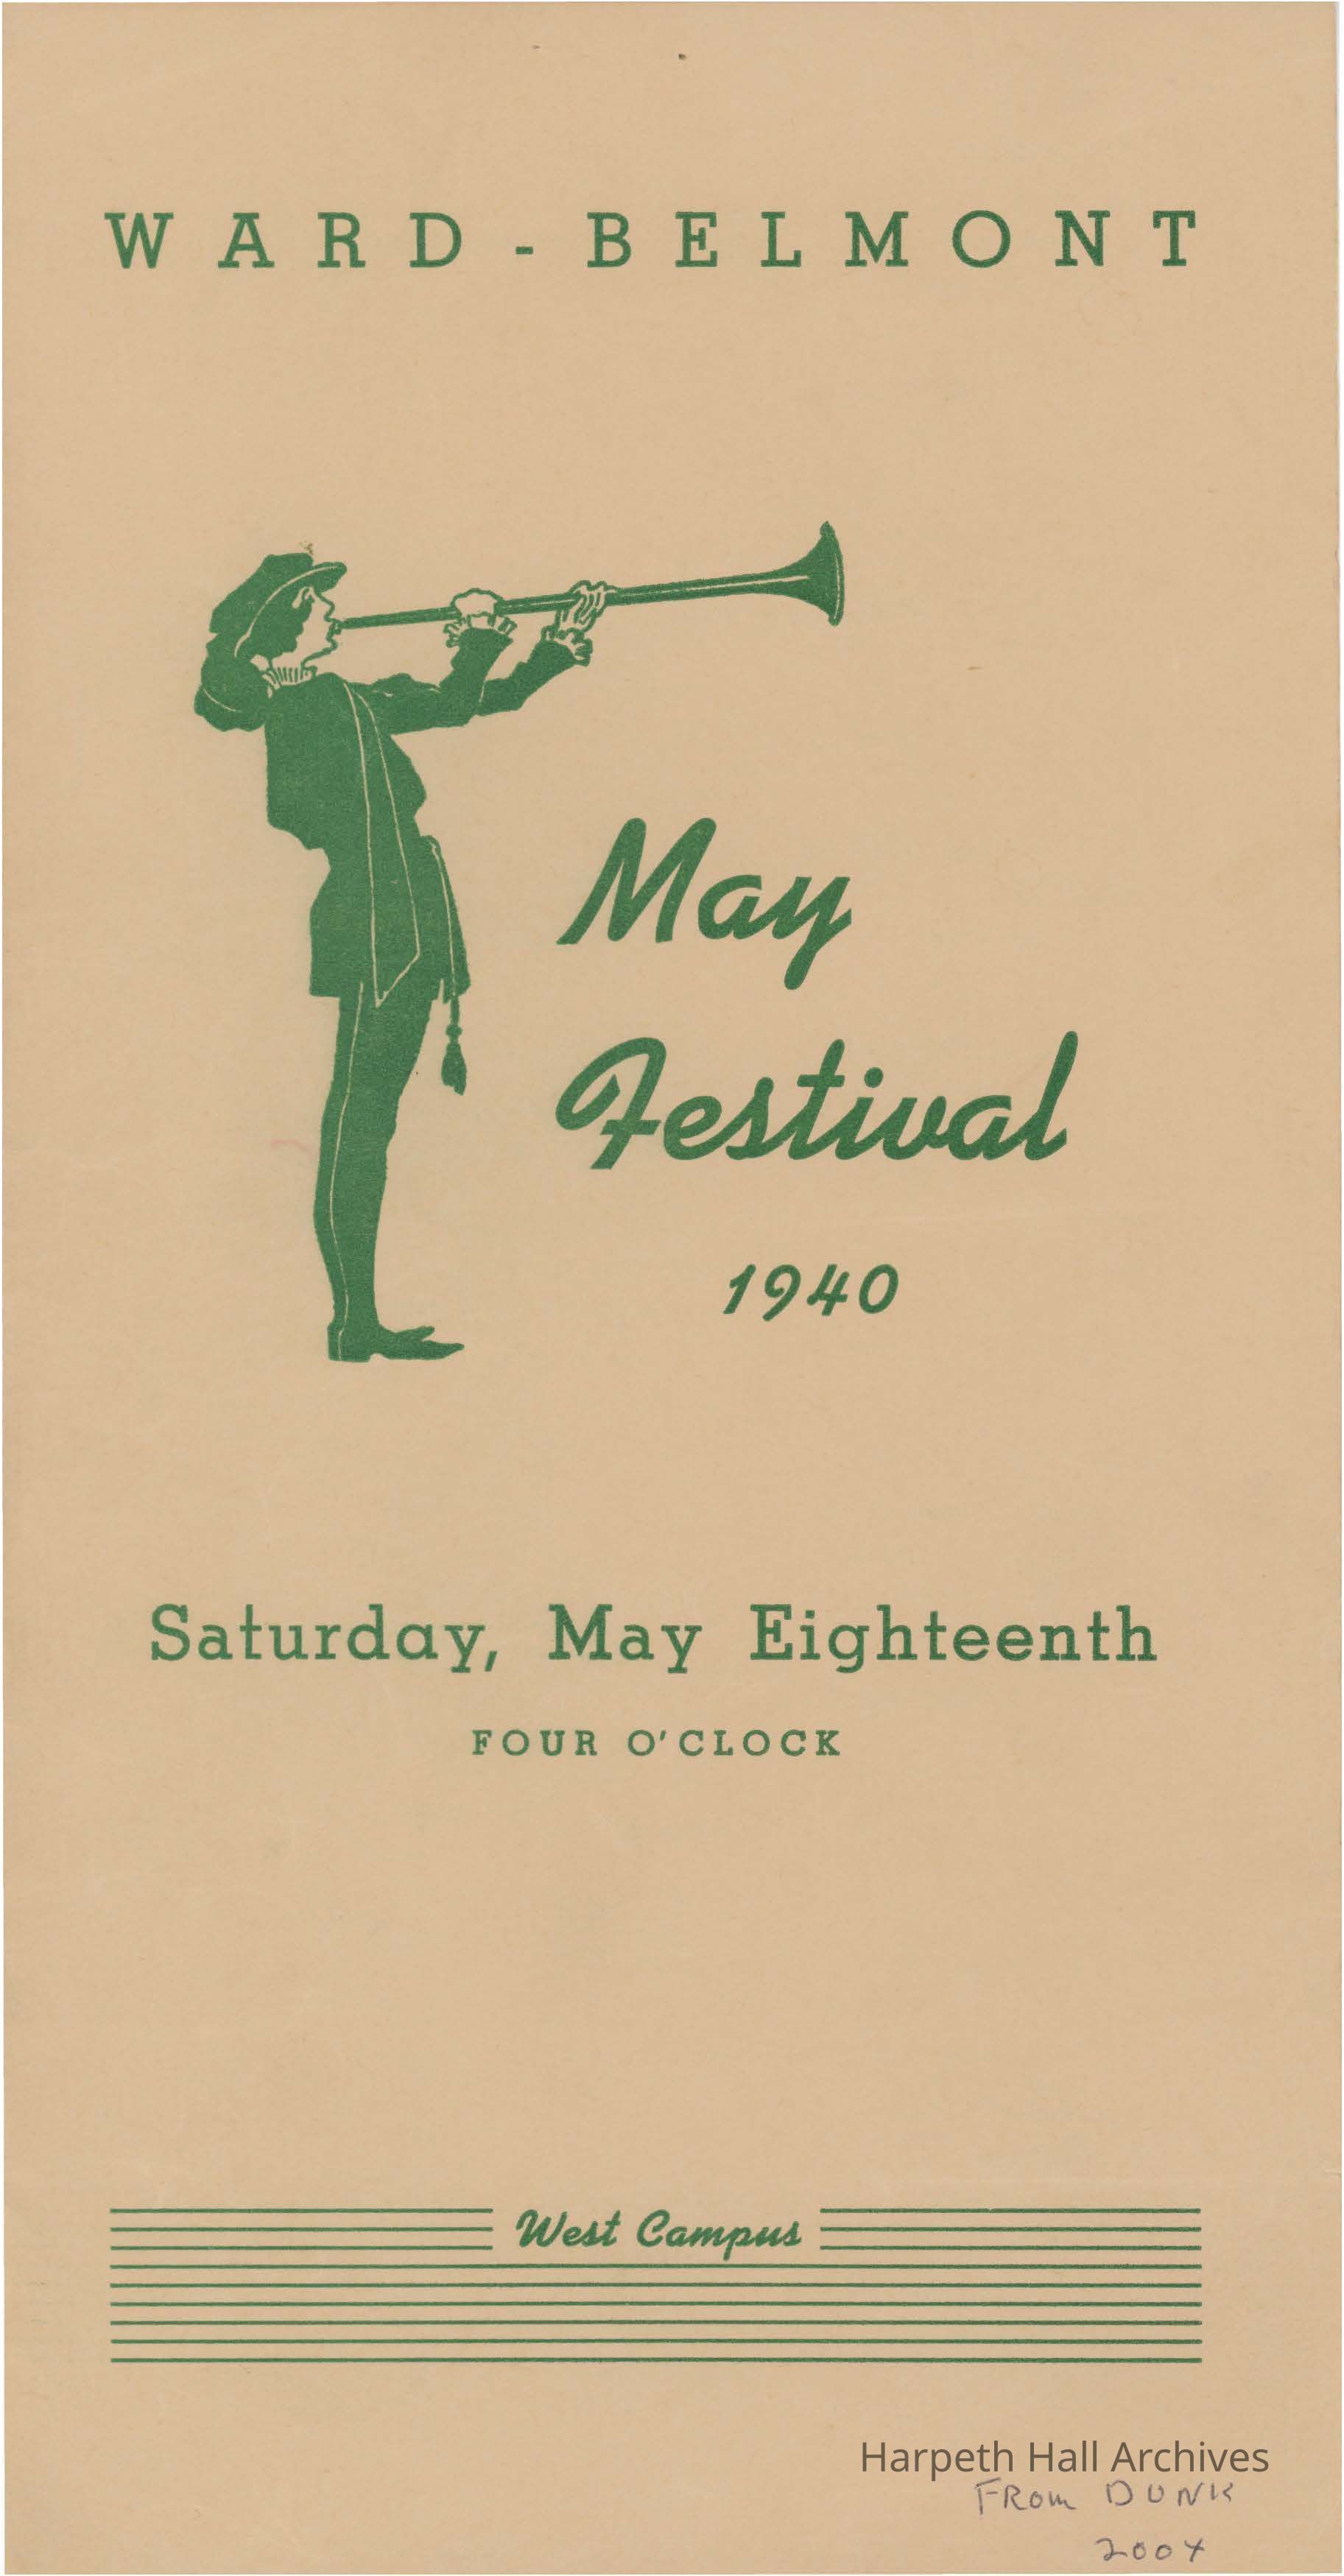 WARD-BELMONT
May
Festival
1940
Saturday, May Eighteenth
FOUR O'CLOCK
West Campus
Harpeth Hall Archives
FROM DUNK
2004